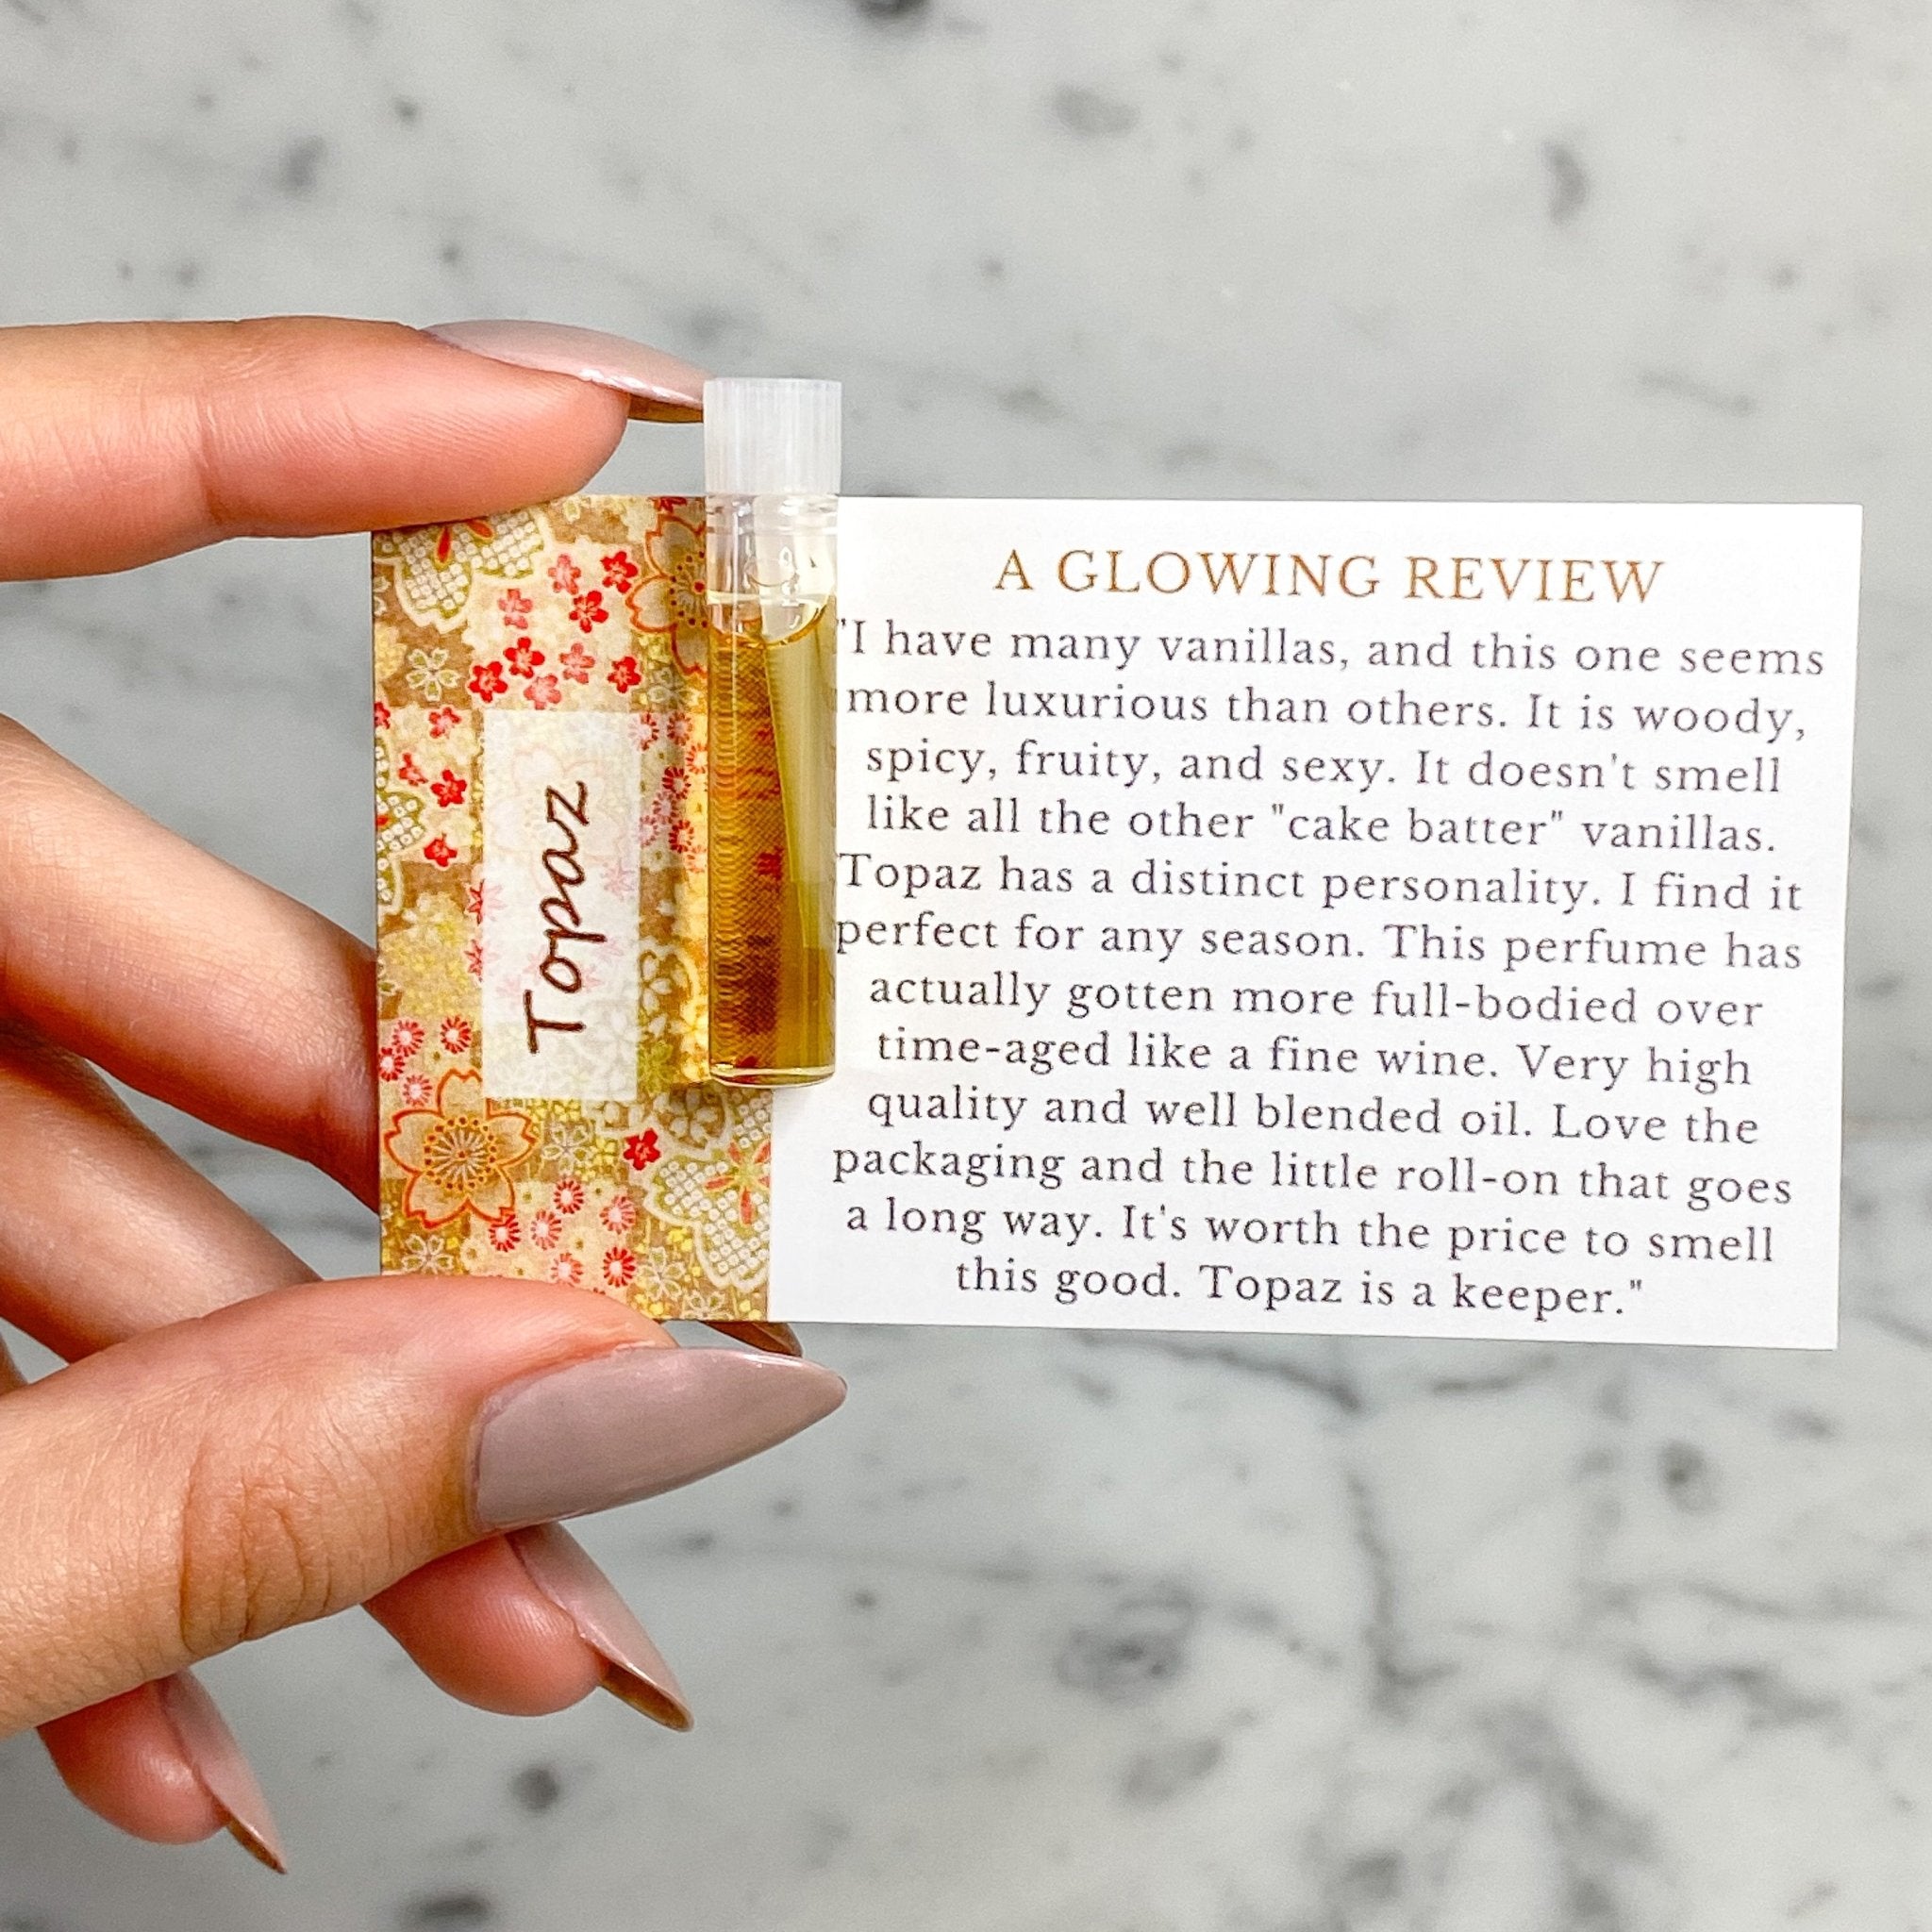 Topaz
A GLOWING REVIEW
"I have many vanillas, and this one seems
more luxurious than others. It is woody,
spicy, fruity, and sexy. It doesn't smell
like all the other "cake batter" vanillas.
Topaz has a distinct personality. I find it
perfect for any season. This perfume has
actually gotten more full-bodied over
time-aged like a fine wine. Very high
quality and well blended oil. Love the
packaging and the little roll-on that goes
a long way. It's worth the price to smell
this good. Topaz is a keeper."